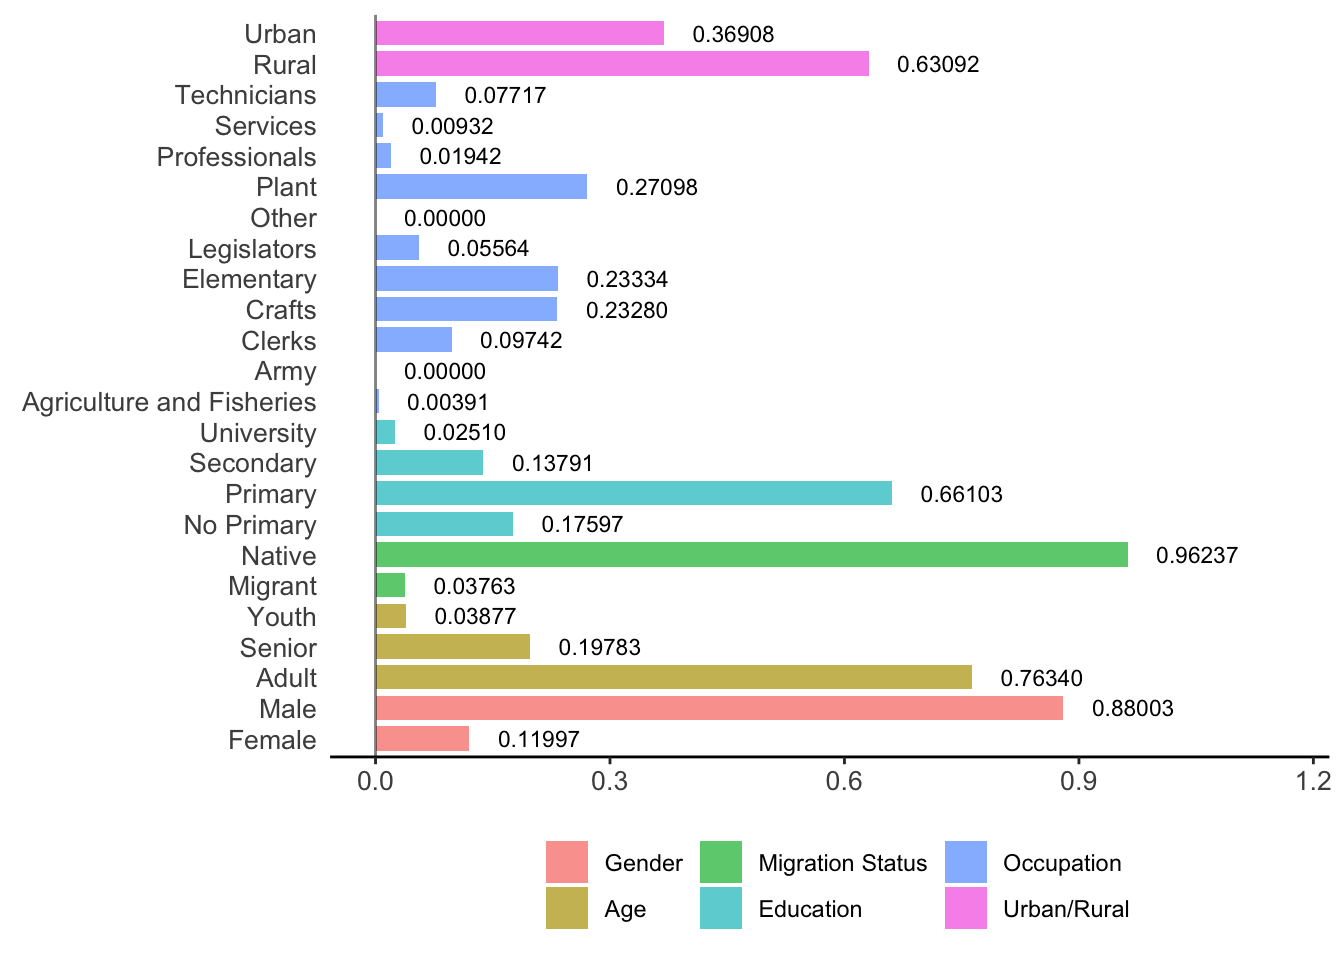 Urban 0.36908
Rural 0.63092
Technicians 0.07717
Services 0.00932
Professionals 0.01942
Plant 0.27098
Other 0.00000
Legislators 0.05564
Elementary 0.23334
Crafts 0.23280
Clerks 0.09742
Army 0.00000
Agriculture and Fisheries 0.00391
University 0.02510
Secondary 0.13791
Primary 0.66103
No Primary 0.17597
Native 0.96237
Migrant 0.03763
Youth 0.03877
Senior 0.19783
Adult 0.76340
Male 0.88003
Female 0.11997
0.0 0.3 0.6 0.9 1.2
Gender Migration Status Occupation
Age Education Urban/Rural